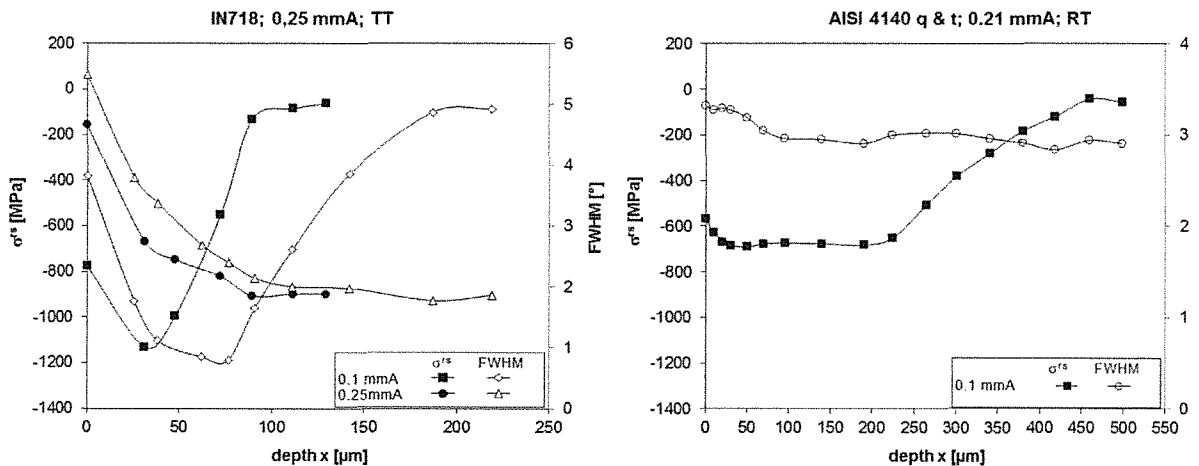 IN718; 0,25 mmA; TT
200
0
-200
-400
-600
-800
-1000
-1200
-1400
σʳˢ [MPa]
6
5
4
3
2
1
0
FWHM [°]
0 50 100 150 200 250
depth x [µm]
σʳˢ FWHM
0.1 mmA
0.25mmA
AISI 4140 q & t; 0.21 mmA; RT
200
0
-200
-400
-600
-800
-1000
-1200
-1400
σʳˢ [MPa]
4
3
2
1
0
0 50 100 150 200 250 300 350 400 450 500 550
depth x [µm]
σʳˢ FWHM
0.1 mmA